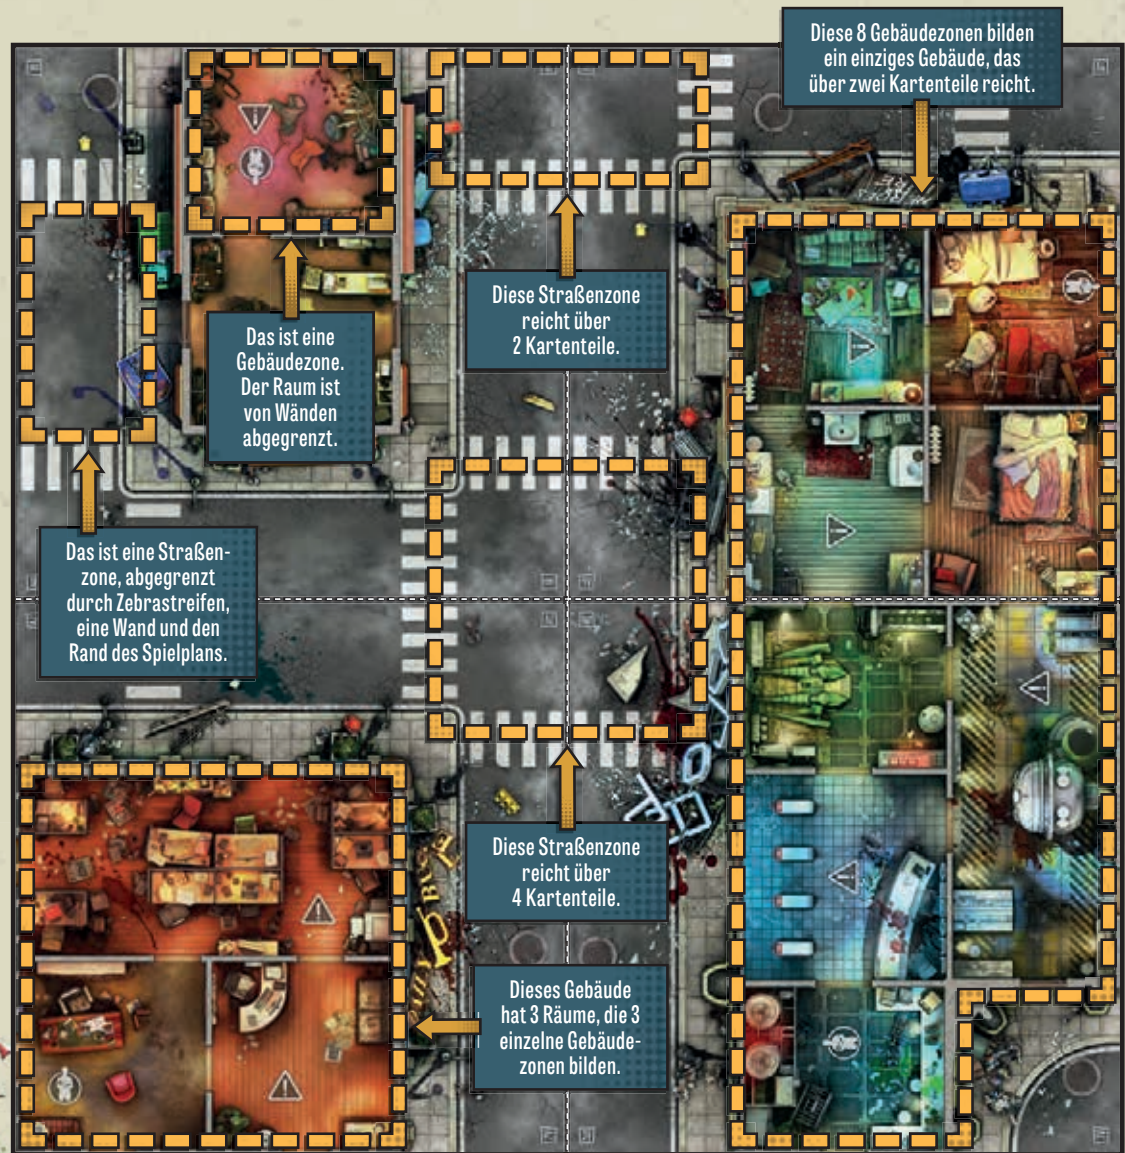 Diese 8 Gebäudezonen bilden
ein einziges Gebäude, das
über zwei Kartenteile reicht.
Diese Straßenzone
reicht über
2 Kartenteile.
Das ist eine
Gebäudezone.
Der Raum ist
von Wänden
abgegrenzt.
Das ist eine Straßen-
zone, abgegrenzt
durch Zebrastreifen,
eine Wand und den
Rand des Spielplans.
Diese Straßenzone
reicht über
4 Kartenteile.
Dieses Gebäude
hat 3 Räume, die 3
einzelne Gebäude-
zonen bilden.